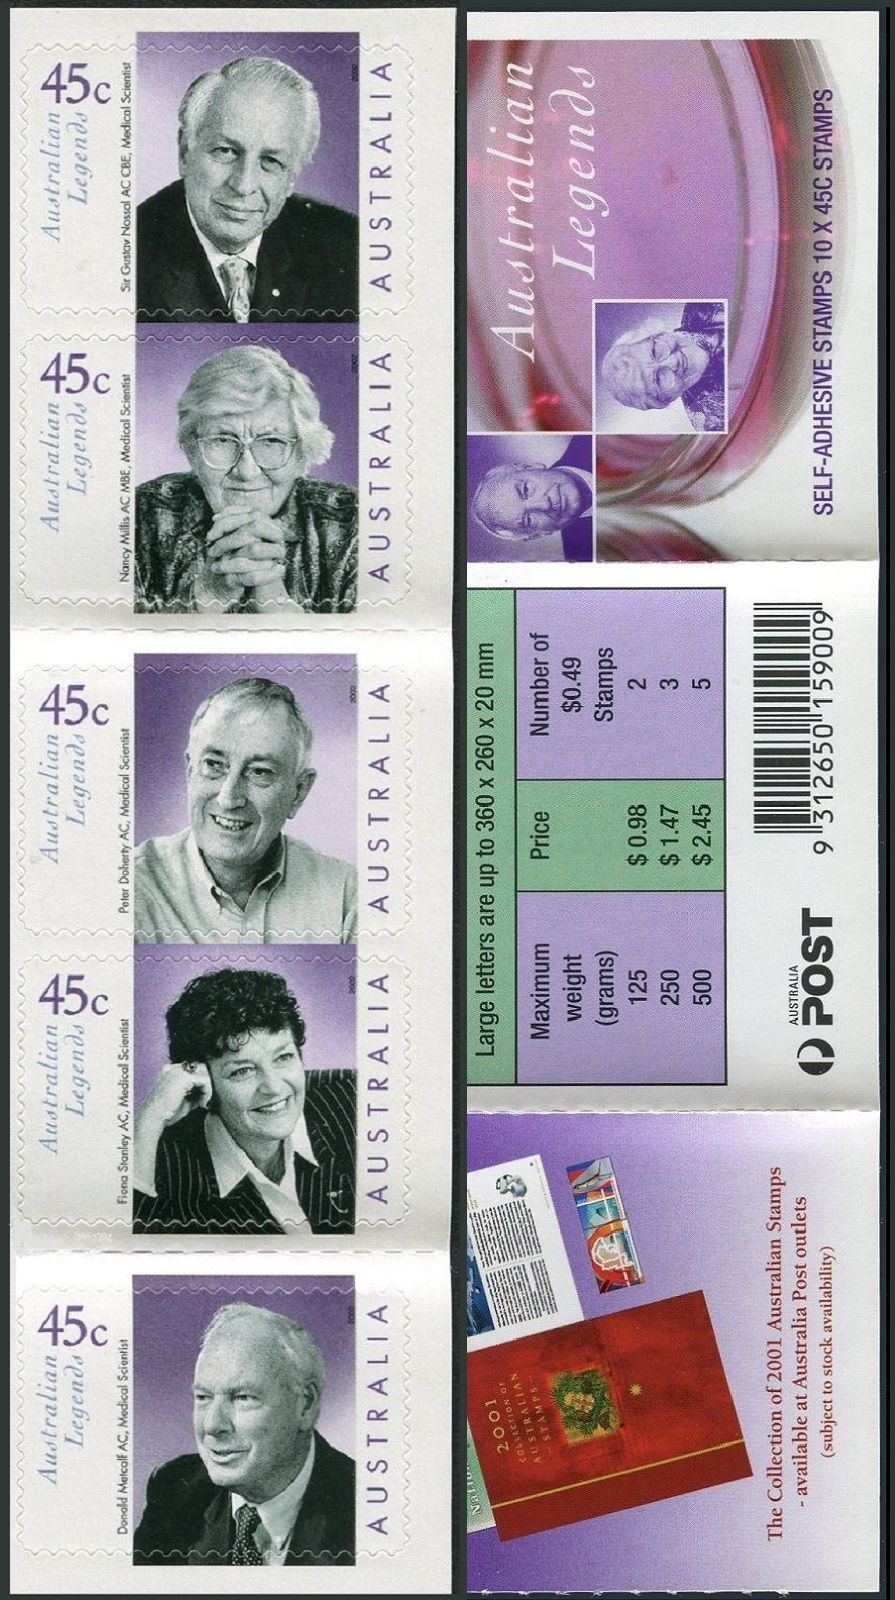 45c
Australian
Legends
Sir Gustav Nossal AC CBE, Medical Scientist
2002
AUSTRALIA
45c
Australian
Legends
Nancy Millis AC MBE, Medical Scientist
2002
AUSTRALIA
45c
Australian
Legends
Peter Doherty AC, Medical Scientist
2002
AUSTRALIA
45c
Australian
Legends
Fiona Stanley AC, Medical Scientist
2002
AUSTRALIA
45c
Australian
Legends
Donald Metcalf AC, Medical Scientist
2002
AUSTRALIA
Australian
Legends
SELF-ADHESIVE STAMPS 10 X 45C STAMPS
Large letters are up to 360 x 260 x 20 mm
Maximum weight (grams) Price Number of $0.49 Stamps
125 $0.98 2
250 $1.47 3
500 $2.45 5
9 312650 159009
AUSTRALIA
POST
2001
COLLECTION OF
AUSTRALIAN
STAMPS
The Collection of 2001 Australian Stamps
- available at Australia Post outlets
(subject to stock availability)